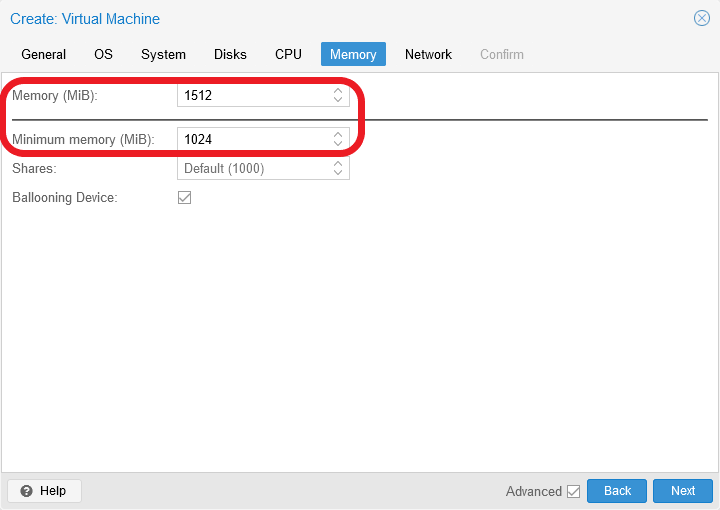 Create: Virtual Machine
General OS System Disks CPU Memory Network Confirm
Memory (MiB): 1512
Minimum memory (MiB): 1024
Shares: Default (1000)
Ballooning Device:
Help Advanced Back Next